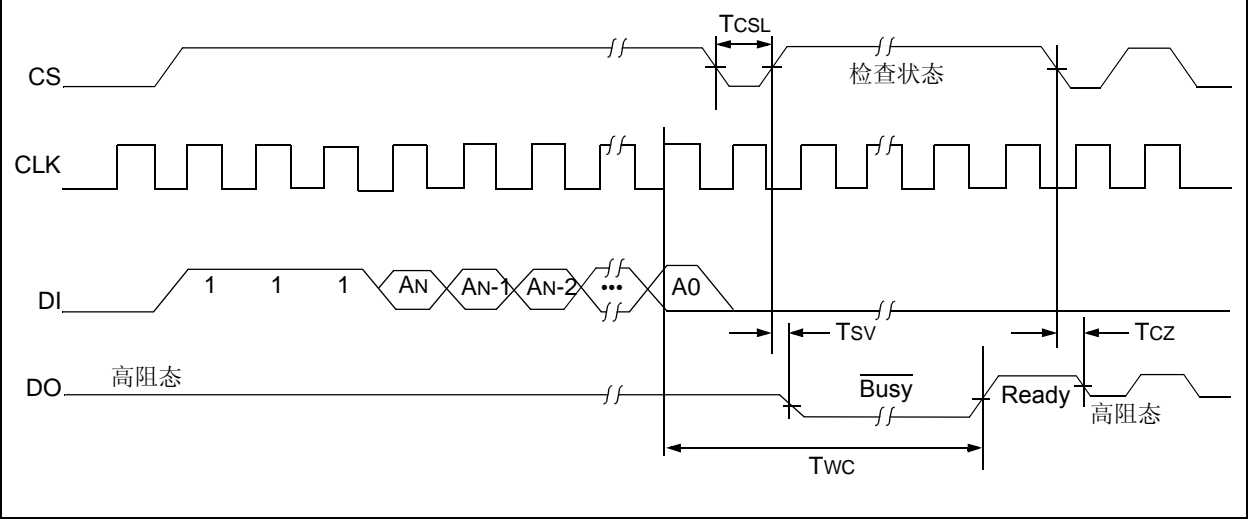 TCSL
CS
检查状态
CLK
DI
1 1 1 AN AN-1 AN-2 ••• A0
TSV
TCZ
DO
高阻态
Busy
Ready
高阻态
TWC